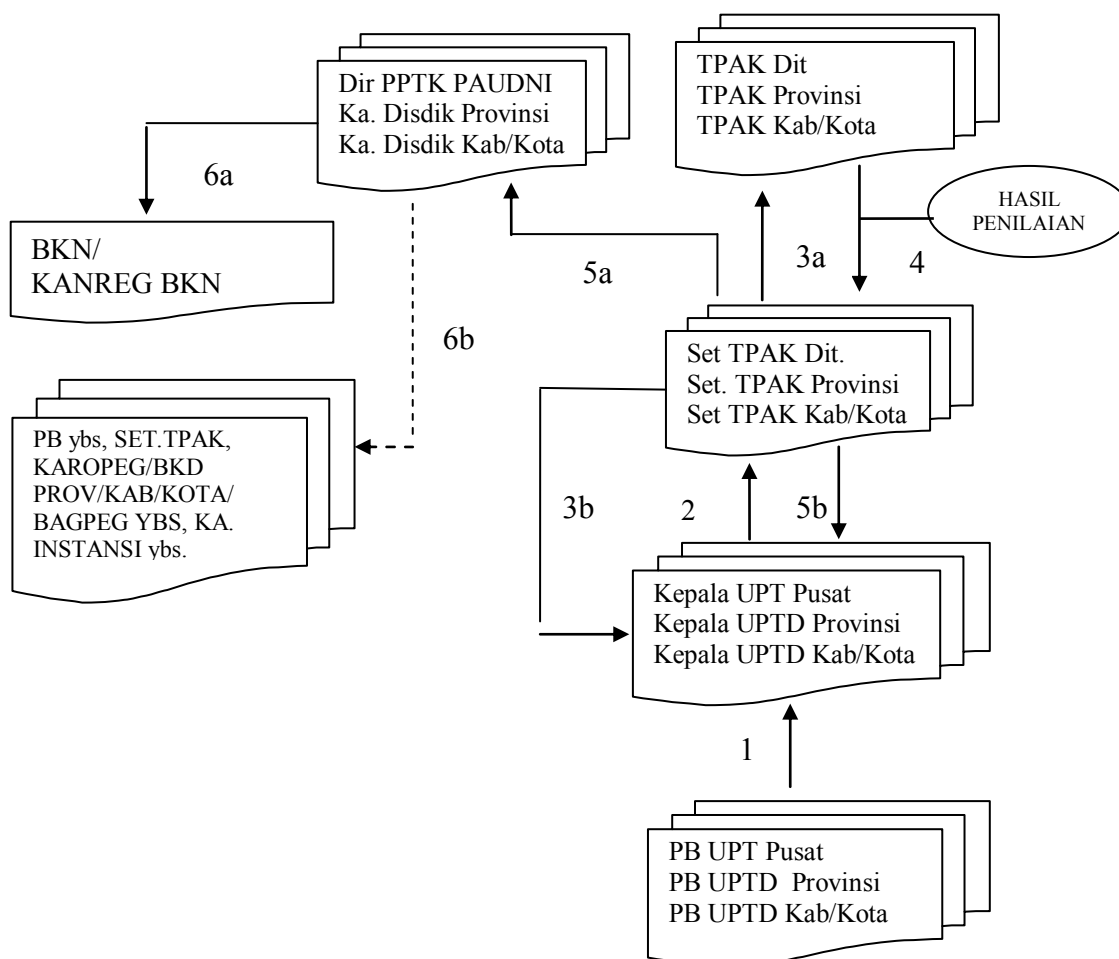 Dir PPTK PAUDNI
Ka. Disdik Provinsi
Ka. Disdik Kab/Kota
TPAK Dit
TPAK Provinsi
TPAK Kab/Kota
6a
HASIL
PENILAIAN
BKN/
KANREG BKN
5a
3a
4
6b
Set TPAK Dit.
Set. TPAK Provinsi
Set TPAK Kab/Kota
PB ybs, SET.TPAK,
KAROPEG/BKD
PROV/KAB/KOTA/
BAGPEG YBS, KA.
INSTANSI ybs.
3b
2
5b
Kepala UPT Pusat
Kepala UPTD Provinsi
Kepala UPTD Kab/Kota
1
PB UPT Pusat
PB UPTD Provinsi
PB UPTD Kab/Kota